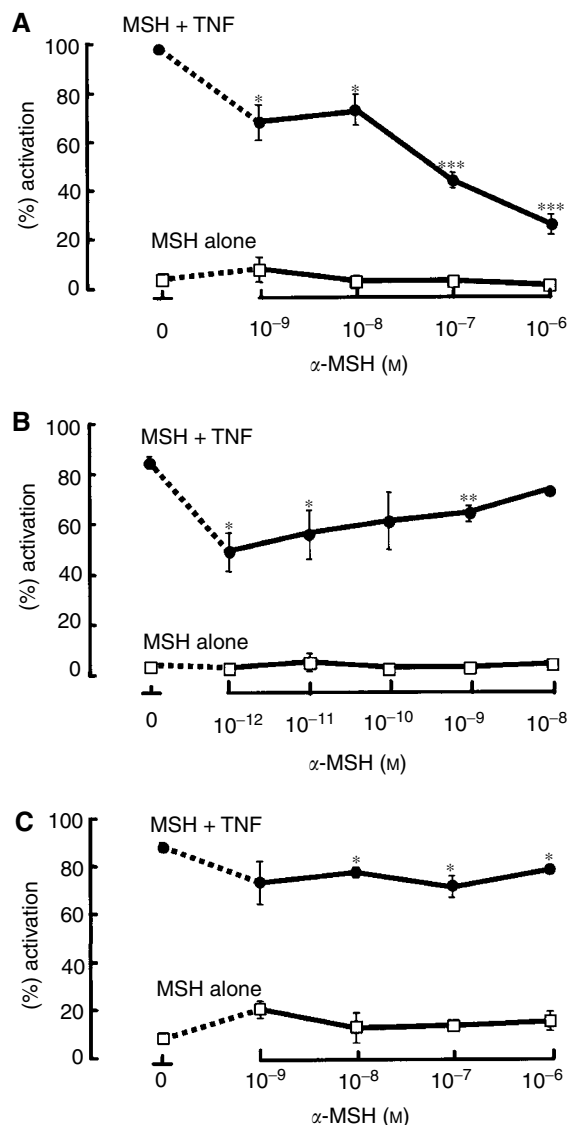 A
MSH + TNF
100
80
60
40
20
0
(%) activation
*
*
***
***
MSH alone
0
10⁻⁹
10⁻⁸
10⁻⁷
10⁻⁶
α-MSH (M)
B
MSH + TNF
100
80
60
40
20
0
(%) activation
*
*
**
MSH alone
0
10⁻¹²
10⁻¹¹
10⁻¹⁰
10⁻⁹
10⁻⁸
α-MSH (M)
C
MSH + TNF
100
80
60
40
20
0
(%) activation
*
*
*
MSH alone
0
10⁻⁹
10⁻⁸
10⁻⁷
10⁻⁶
α-MSH (M)